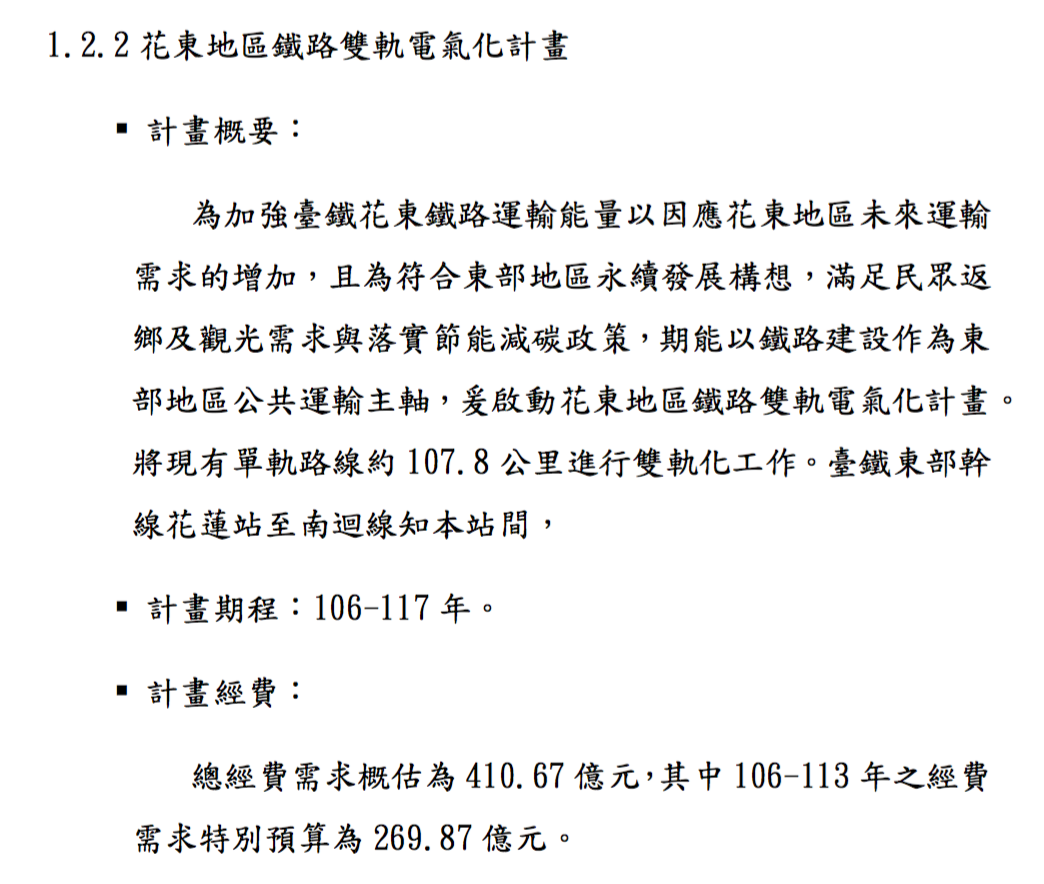 1.2.2 花東地區鐵路雙軌電氣化計畫
▪ 計畫概要：
為加強臺鐵花東鐵路運輸能量以因應花東地區未來運輸
需求的增加，且為符合東部地區永續發展構想，滿足民眾返
鄉及觀光需求與落實節能減碳政策，期能以鐵路建設作為東
部地區公共運輸主軸，爰啟動花東地區鐵路雙軌電氣化計畫。
將現有單軌路線約 107.8 公里進行雙軌化工作。臺鐵東部幹
線花蓮站至南迴線知本站間，
▪ 計畫期程：106-117 年。
▪ 計畫經費：
總經費需求概估為 410.67 億元，其中 106-113 年之經費
需求特別預算為 269.87 億元。